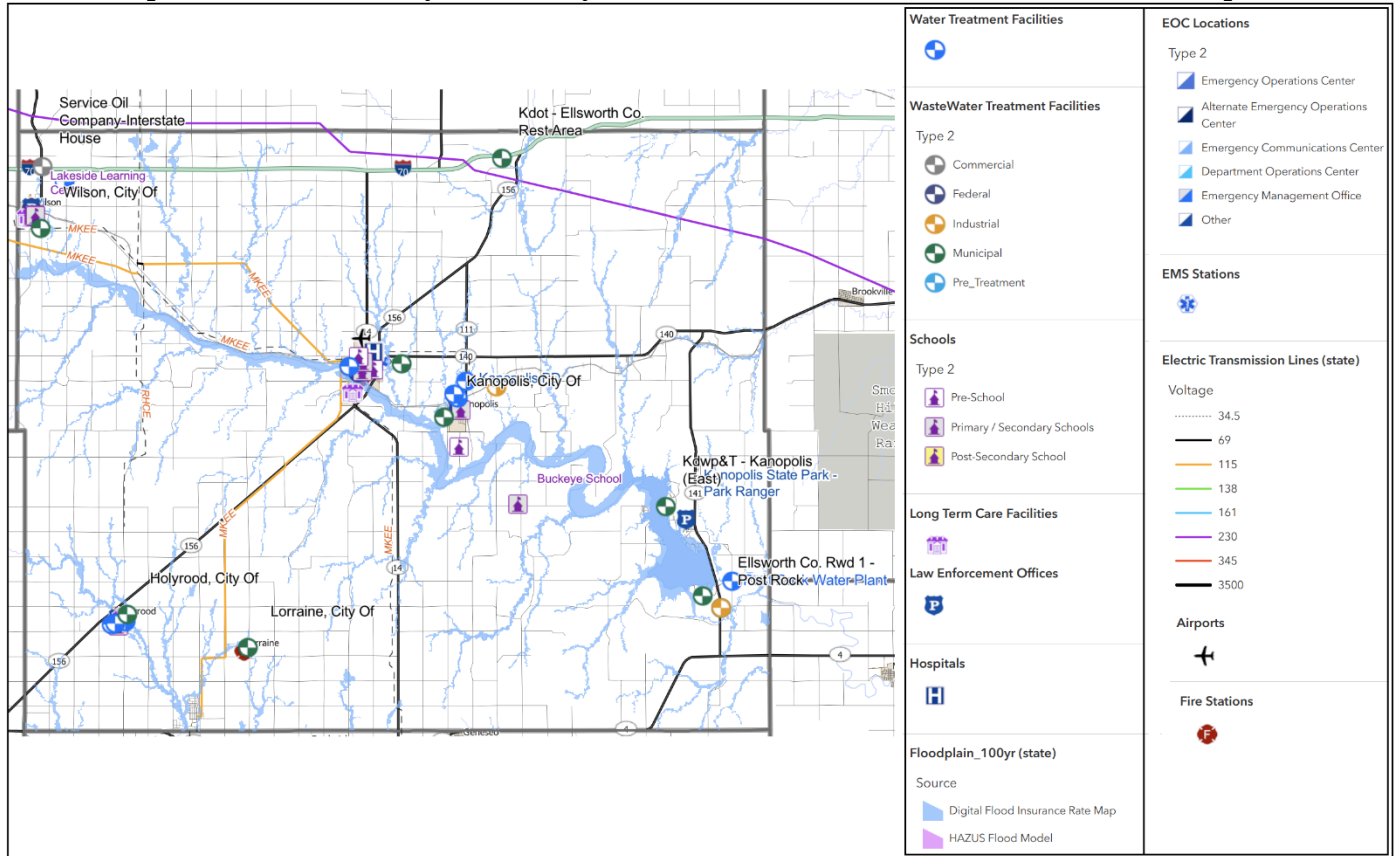 Service Oil
Company-Interstate
House
Kdot - Ellsworth Co.
Rest Area
70
70
Lakeside Learning
Wilson, City Of
156
MKEE
MKEE
MKEE
MKEE
Brookville
14
156
111
140
140
Kanopolis, City Of
RHCE
Buckeye School
Kdwp&T - Kanopolis
(East)
Kanopolis State Park -
Park Ranger
141
156
MKEE
MKEE
14
Ellsworth Co. Rwd 1 -
Post Rock
Water Plant
Holyrood, City Of
Lorraine, City Of
156
4
4
Water Treatment Facilities
WasteWater Treatment Facilities
Type 2
Commercial
Federal
Industrial
Municipal
Pre_Treatment
Schools
Type 2
Pre-School
Primary / Secondary Schools
Post-Secondary School
Long Term Care Facilities
Law Enforcement Offices
P
Hospitals
H
Floodplain_100yr (state)
Source
Digital Flood Insurance Rate Map
HAZUS Flood Model
EOC Locations
Type 2
Emergency Operations Center
Alternate Emergency Operations
Center
Emergency Communications Center
Department Operations Center
Emergency Management Office
Other
EMS Stations
Electric Transmission Lines (state)
Voltage
34.5
69
115
138
161
230
345
3500
Airports
Fire Stations
F